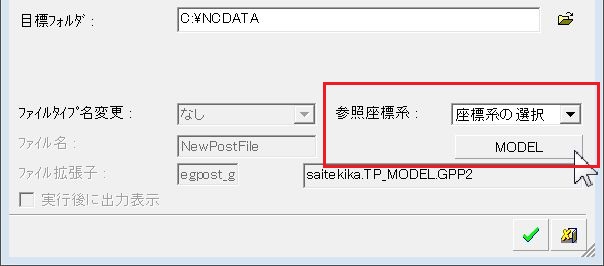 目標フォルダ : C:¥NCDATA
ファイルタイプ名変更 : なし 参照座標系 : 座標系の選択
ファイル名 : NewPostFile MODEL
ファイル拡張子 : egpost_g saitekika.TP_MODEL.GPP2
実行後に出力表示